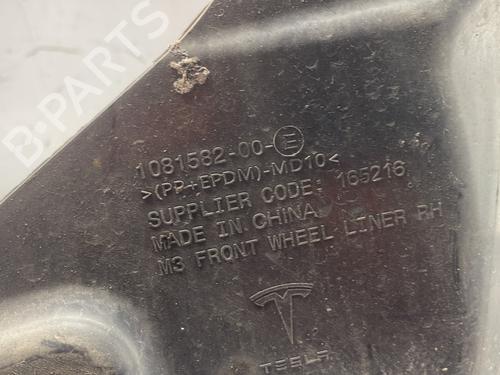 B-PARTS
1081582-00-E
>(PP+EPDM)-MD10<
SUPPLIER CODE: 165216
MADE IN CHINA
M3 FRONT WHEEL LINER RH
TESLA